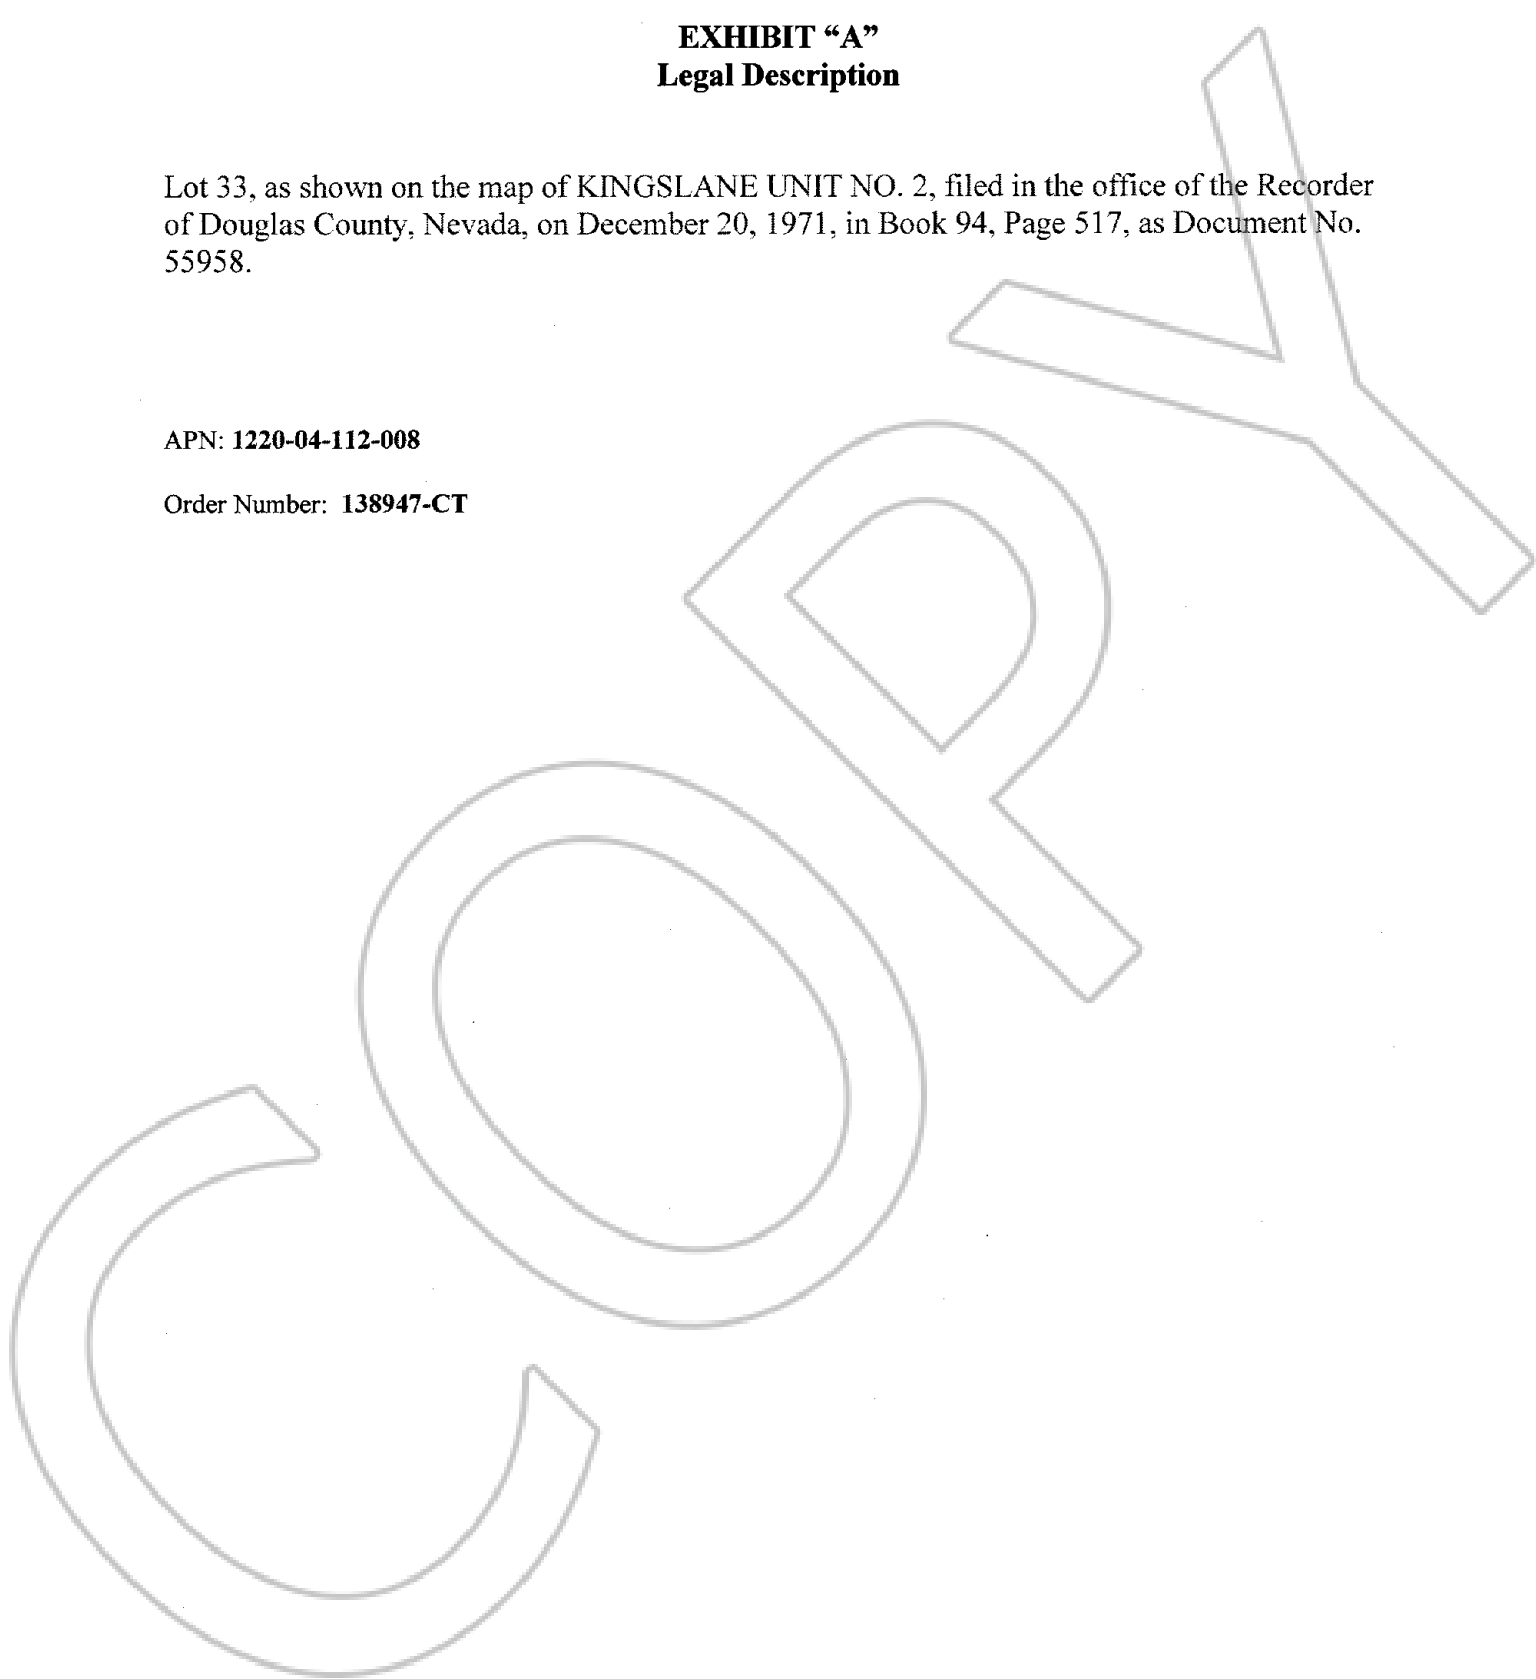 EXHIBIT “A”
Legal Description
Lot 33, as shown on the map of KINGSLANE UNIT NO. 2, filed in the office of the Recorder
of Douglas County, Nevada, on December 20, 1971, in Book 94, Page 517, as Document No.
55958.
APN: 1220-04-112-008
Order Number: 138947-CT
COPY